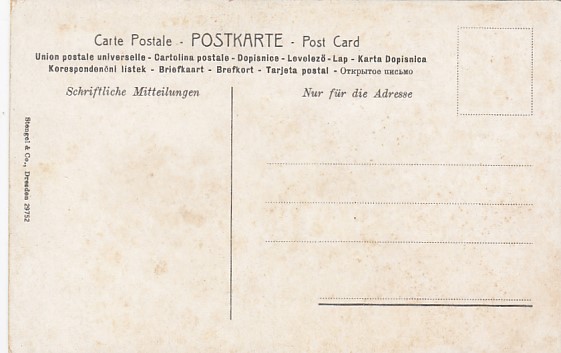 Carte Postale - POSTKARTE - Post Card
Union postale universelle - Cartolina postale - Dopisnice - Levelező - Lap - Karta Dopisnica
Korespondenční lístek - Briefkaart - Brefkort - Tarjeta postal - Открытое письмо
Schriftliche Mitteilungen
Nur für die Adresse
Stengel & Co., Dresden 29752